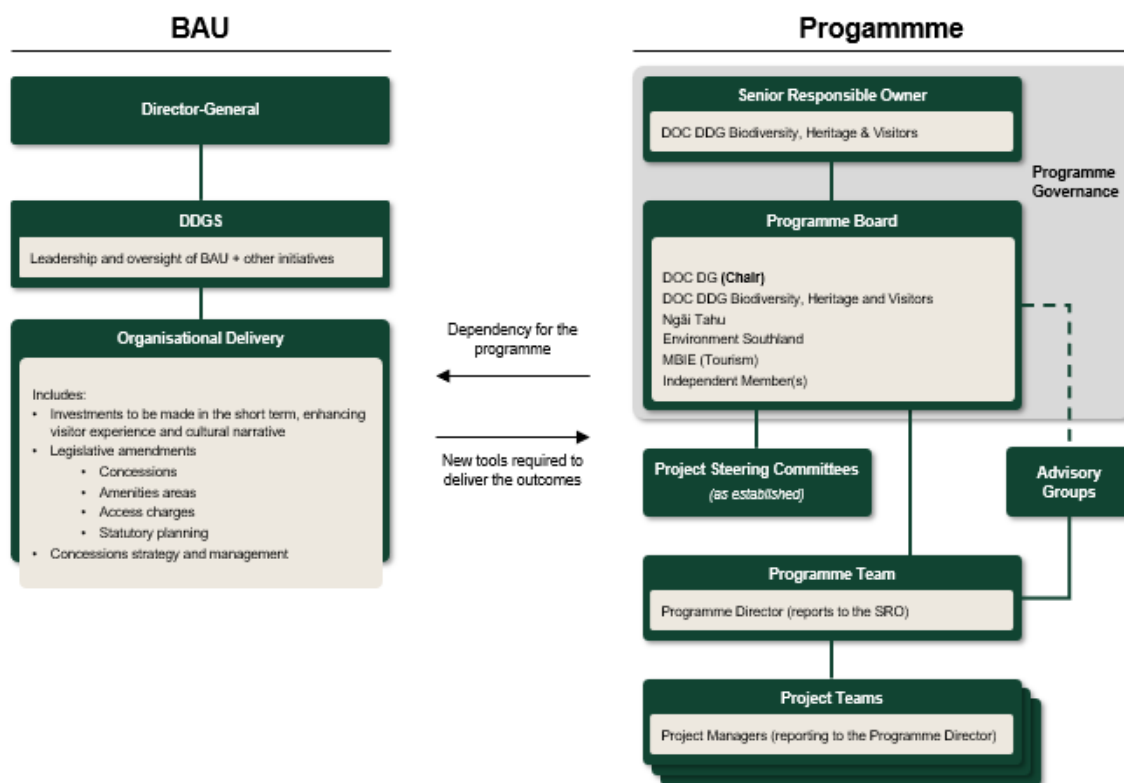 BAU
Director-General
DDGS
Leadership and oversight of BAU + other initiatives
Organisational Delivery
Includes:
• Investments to be made in the short term, enhancing
visitor experience and cultural narrative
• Legislative amendments
• Concessions
• Amenities areas
• Access charges
• Statutory planning
• Concessions strategy and management
Dependency for the
programme
New tools required to
deliver the outcomes
Progammme
Senior Responsible Owner
DOC DDG Biodiversity, Heritage & Visitors
Programme
Governance
Programme Board
DOC DG (Chair)
DOC DDG Biodiversity, Heritage and Visitors
Ngāi Tahu
Environment Southland
MBIE (Tourism)
Independent Member(s)
Project Steering Committees
(as established)
Advisory
Groups
Programme Team
Programme Director (reports to the SRO)
Project Teams
Project Managers (reporting to the Programme Director)